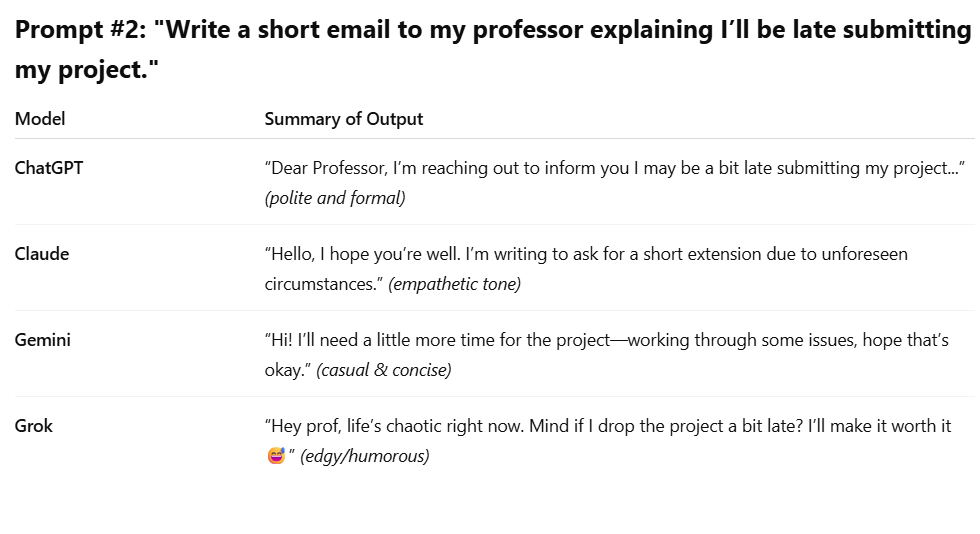 Prompt #2: "Write a short email to my professor explaining I’ll be late submitting
my project."
Model Summary of Output
ChatGPT “Dear Professor, I’m reaching out to inform you I may be a bit late submitting my project...”
(polite and formal)
Claude “Hello, I hope you’re well. I’m writing to ask for a short extension due to unforeseen
circumstances.” (empathetic tone)
Gemini “Hi! I’ll need a little more time for the project—working through some issues, hope that’s
okay.” (casual & concise)
Grok “Hey prof, life’s chaotic right now. Mind if I drop the project a bit late? I’ll make it worth it
😅” (edgy/humorous)